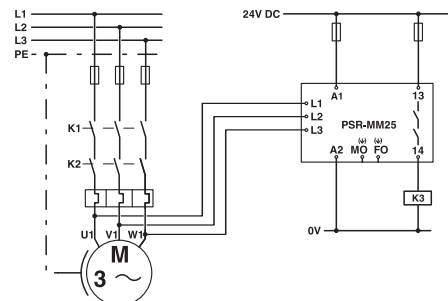 L1
L2
L3
PE
24V DC
K1
K2
U1 V1 W1
M
3
A1 13
L1
L2
L3
PSR-MM25
(↓) (↓)
A2 MO FO 14
K3
0V